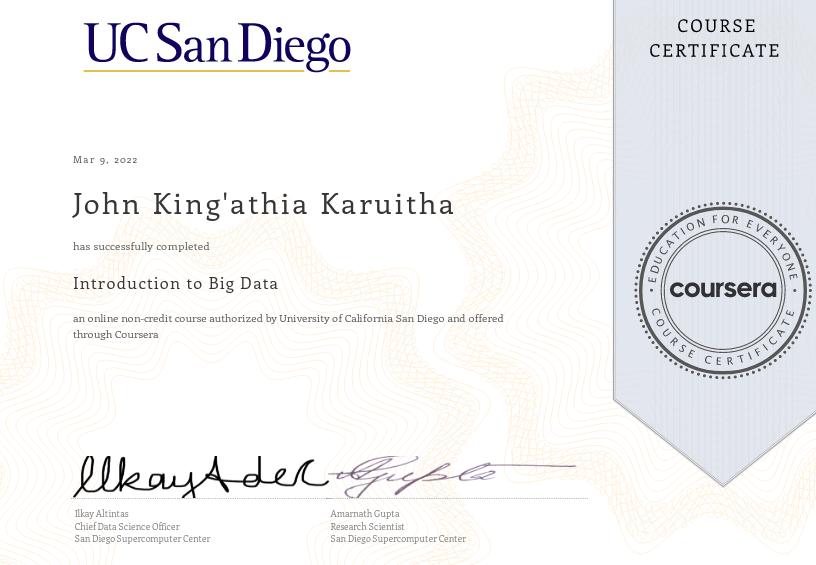 UC San Diego
COURSE
CERTIFICATE
Mar 9, 2022
John King'athia Karuitha
has successfully completed
Introduction to Big Data
an online non-credit course authorized by University of California San Diego and offered
through Coursera
EDUCATION FOR EVERYONE
coursera
COURSE CERTIFICATE
Ilkay Altintas
Chief Data Science Officer
San Diego Supercomputer Center
Amarnath Gupta
Research Scientist
San Diego Supercomputer Center